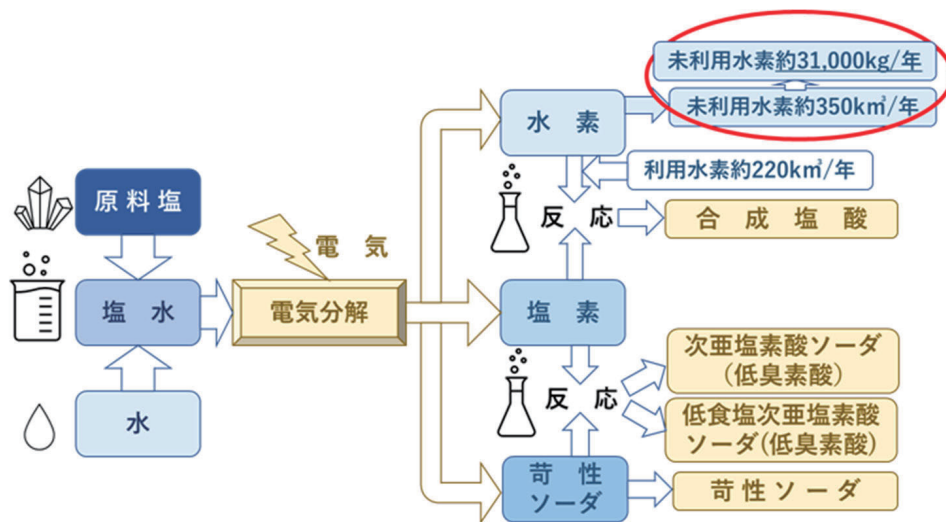 未利用水素約31,000kg/年
未利用水素約350k㎥/年
水素
利用水素約220k㎥/年
原料塩
電気
反応
合成塩酸
塩水
電気分解
塩素
次亜塩素酸ソーダ
(低臭素酸)
反応
低食塩次亜塩素酸
ソーダ(低臭素酸)
水
苛性
ソーダ
苛性ソーダ